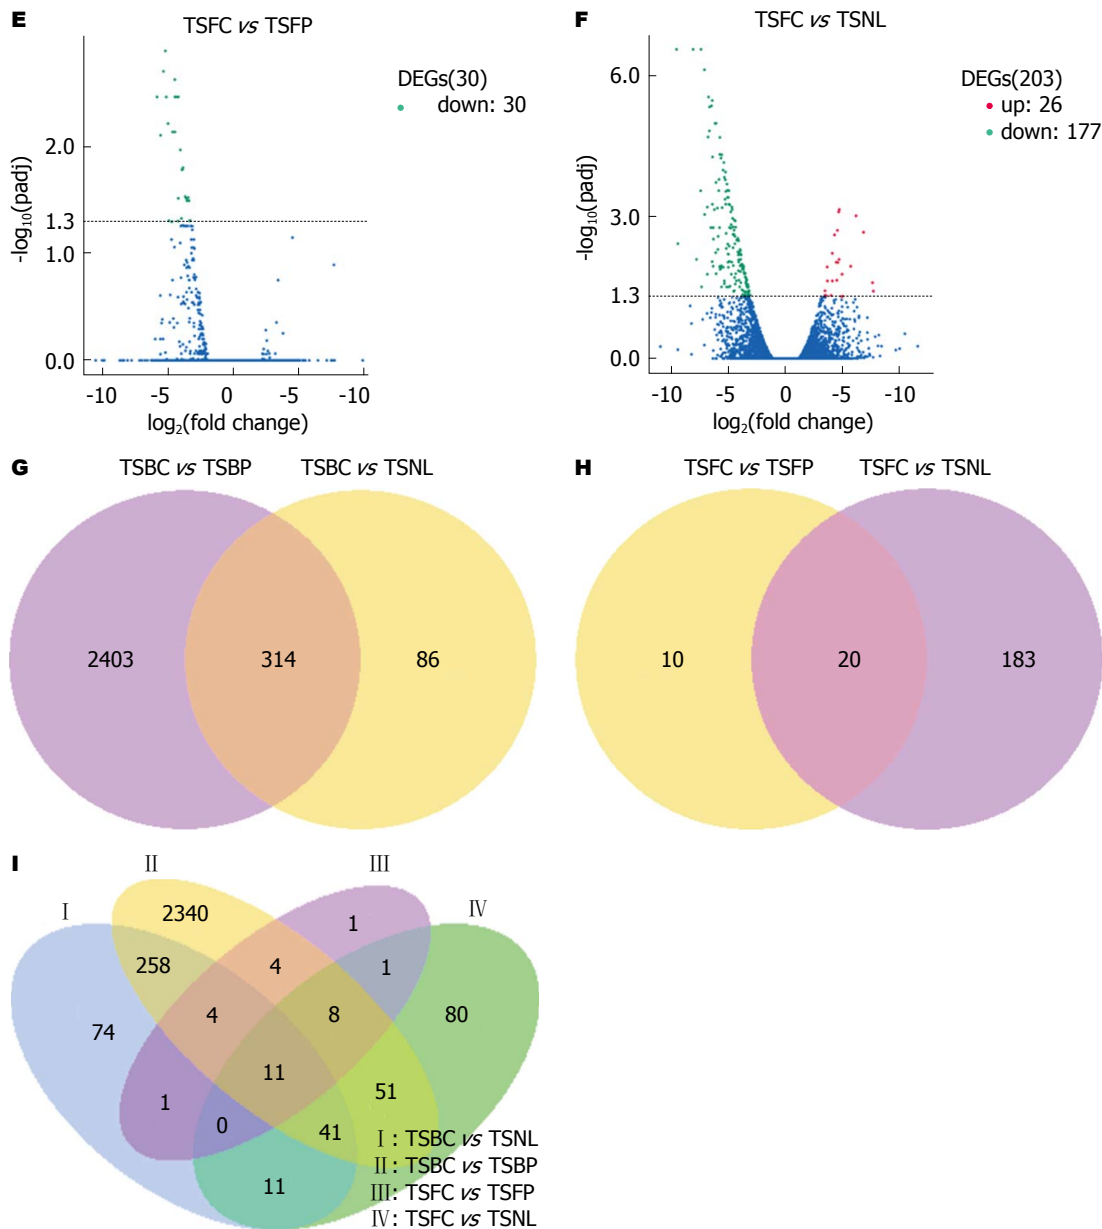 E
TSFC vs TSFP
DEGs(30)
down: 30
-log10(padj)
2.0
1.3
1.0
0.0
-10 -5 0 -5 -10
log2(fold change)
F
TSFC vs TSNL
DEGs(203)
up: 26
down: 177
-log10(padj)
6.0
3.0
1.3
0.0
-10 -5 0 -5 -10
log2(fold change)
G
TSBC vs TSBP TSBC vs TSNL
2403 314 86
H
TSFC vs TSFP TSFC vs TSNL
10 20 183
I
Ⅰ Ⅱ Ⅲ Ⅳ
2340
1
258 4 1
74 4 8 80
11
1 0 41 51
11
Ⅰ: TSBC vs TSNL
Ⅱ: TSBC vs TSBP
Ⅲ: TSFC vs TSFP
Ⅳ: TSFC vs TSNL